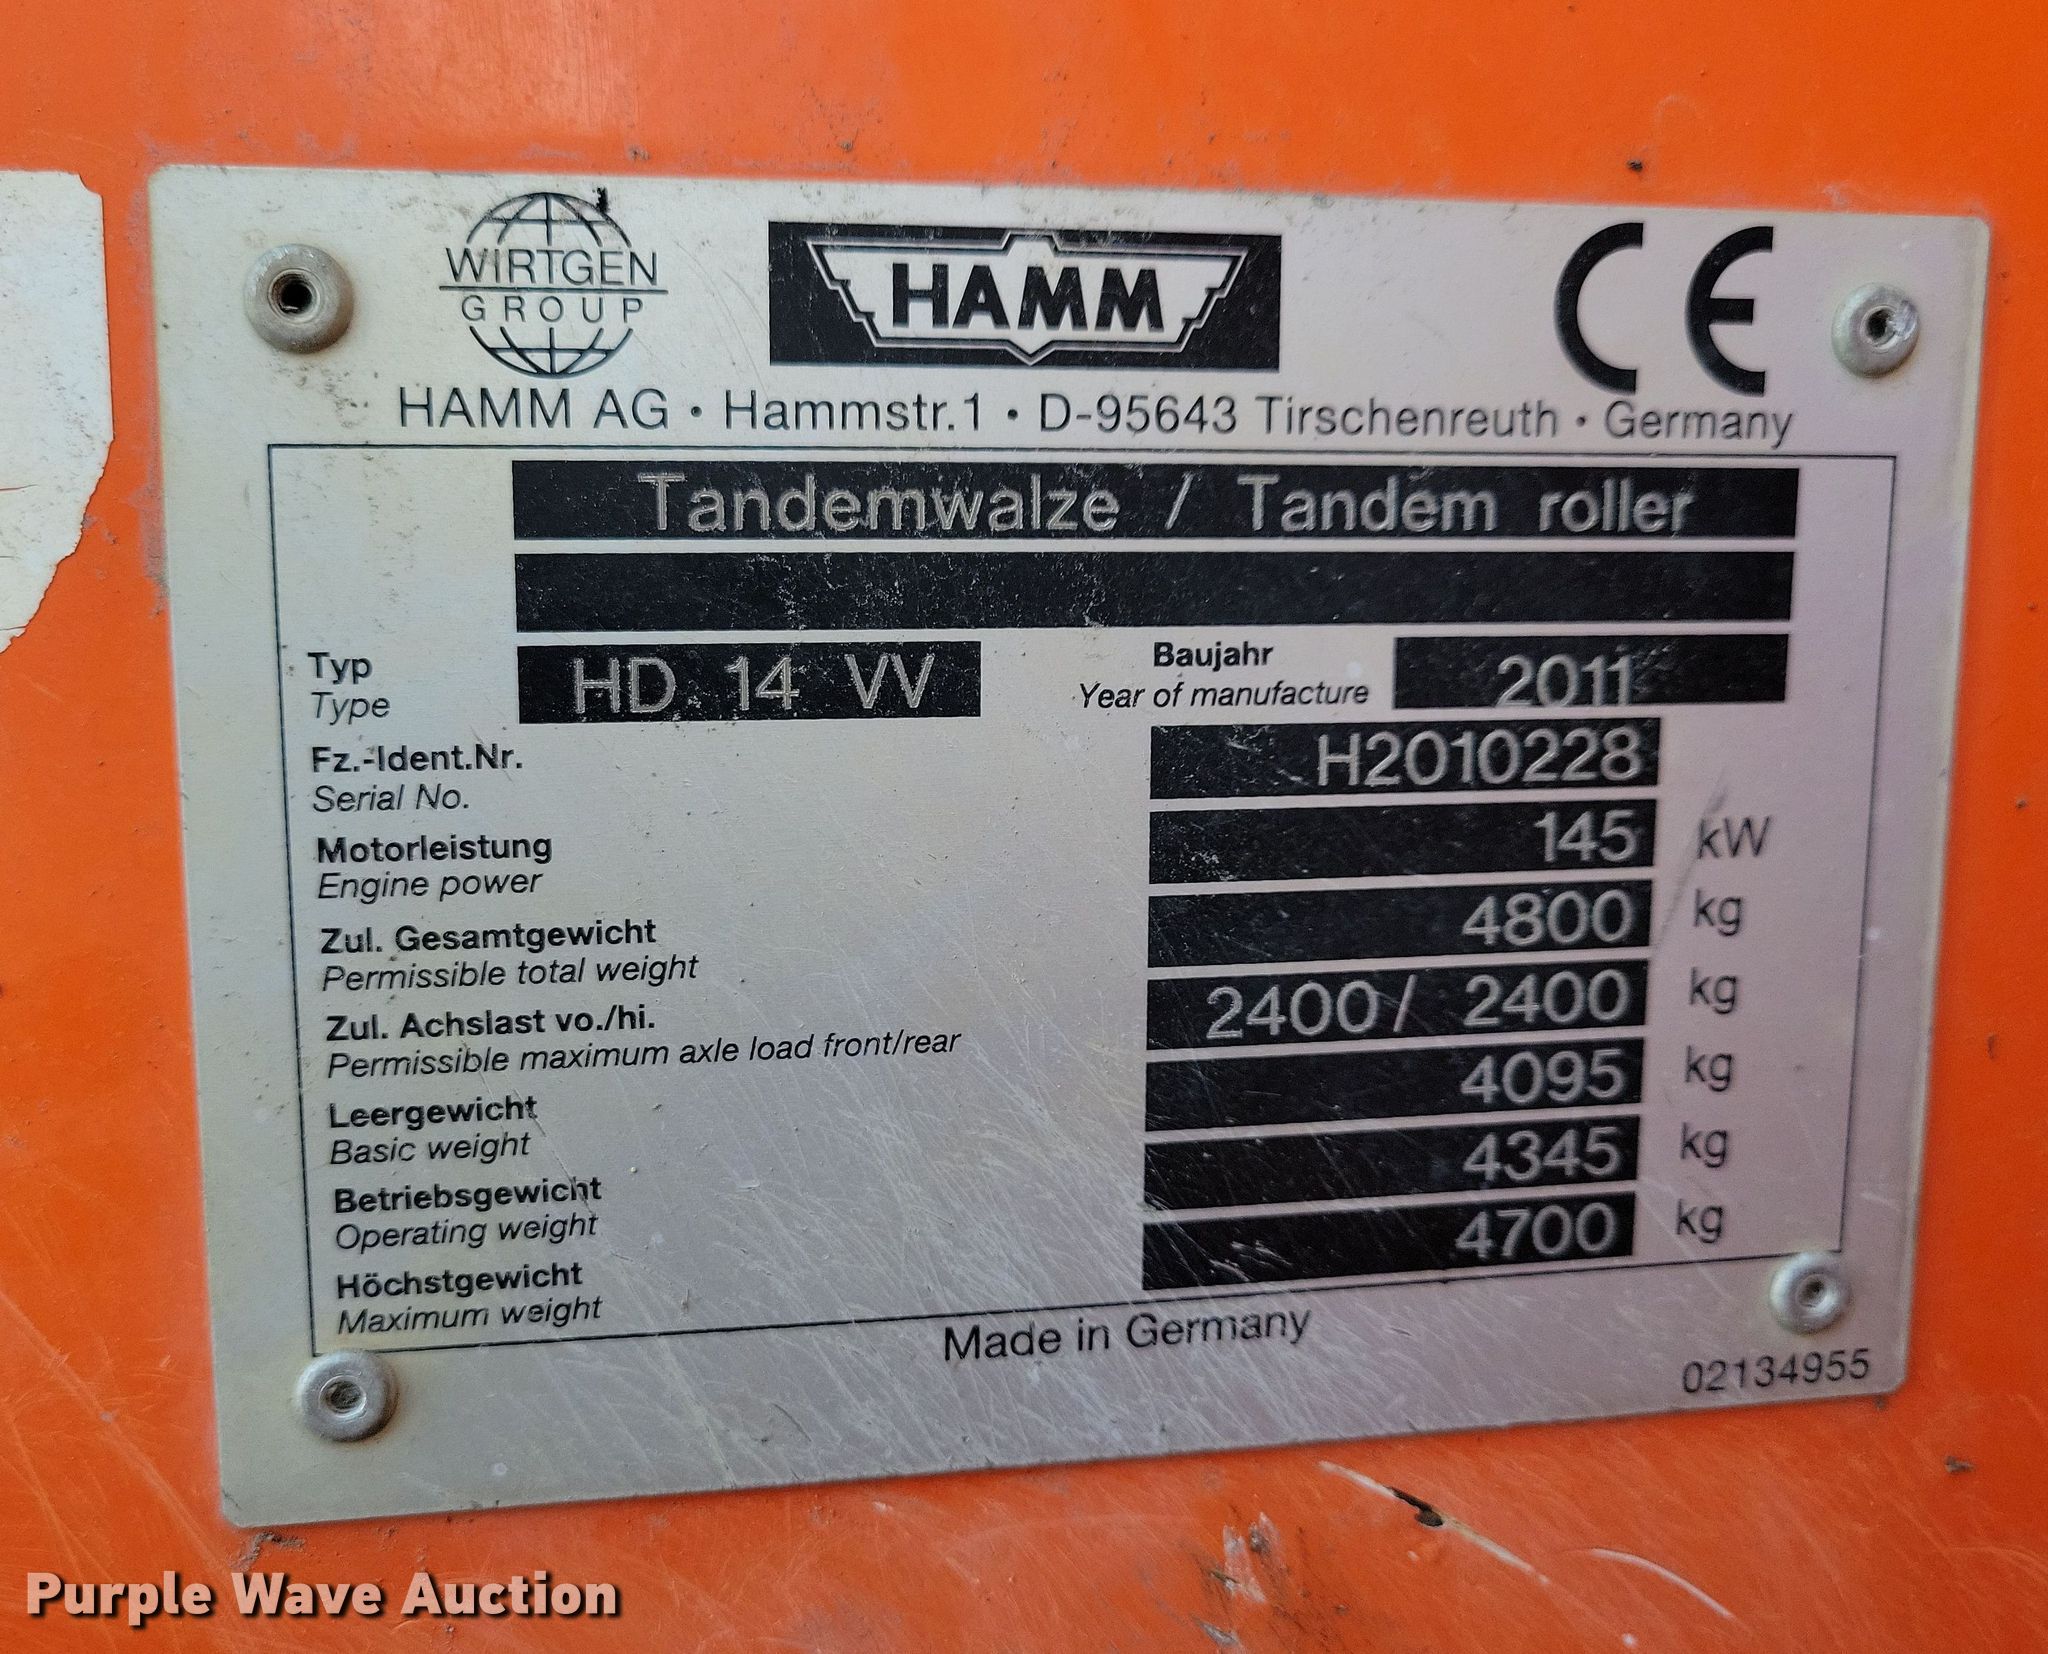 WIRTGEN
GROUP
HAMM
CE
HAMM AG · Hammstr.1 · D-95643 Tirschenreuth · Germany
Tandemwalze / Tandem roller
Typ
Type
HD 14 VV
Baujahr
Year of manufacture
2011
Fz.-Ident.Nr.
Serial No.
H2010228
Motorleistung
Engine power
145 kW
Zul. Gesamtgewicht
Permissible total weight
4800 kg
Zul. Achslast vo./hi.
Permissible maximum axle load front/rear
2400/ 2400 kg
Leergewicht
Basic weight
4095 kg
Betriebsgewicht
Operating weight
4345 kg
Höchstgewicht
Maximum weight
4700 kg
Made in Germany
02134955
Purple Wave Auction